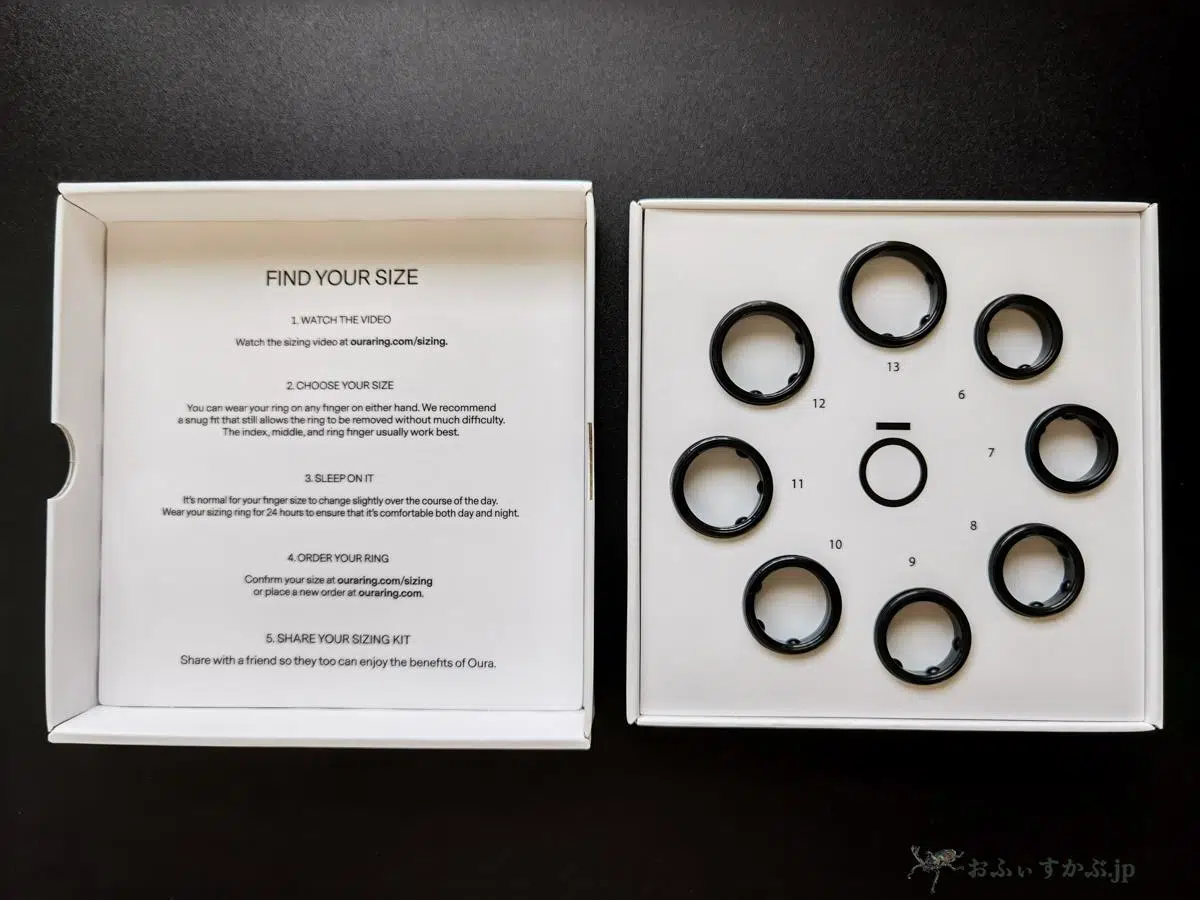 FIND YOUR SIZE
1. WATCH THE VIDEO
Watch the sizing video at ouraring.com/sizing.
2. CHOOSE YOUR SIZE
You can wear your ring on any finger on either hand. We recommend
a snug fit that still allows the ring to be removed without much difficulty.
The index, middle, and ring finger usually work best.
3. SLEEP ON IT
It's normal for your finger size to change slightly over the course of the day.
Wear your sizing ring for 24 hours to ensure that it's comfortable both day and night.
4. ORDER YOUR RING
Confirm your size at ouraring.com/sizing
or place a new order at ouraring.com.
5. SHARE YOUR SIZING KIT
Share with a friend so they too can enjoy the benefits of Oura.
13
6
12
7
11
8
10
9
おふぃすかぶ.jp